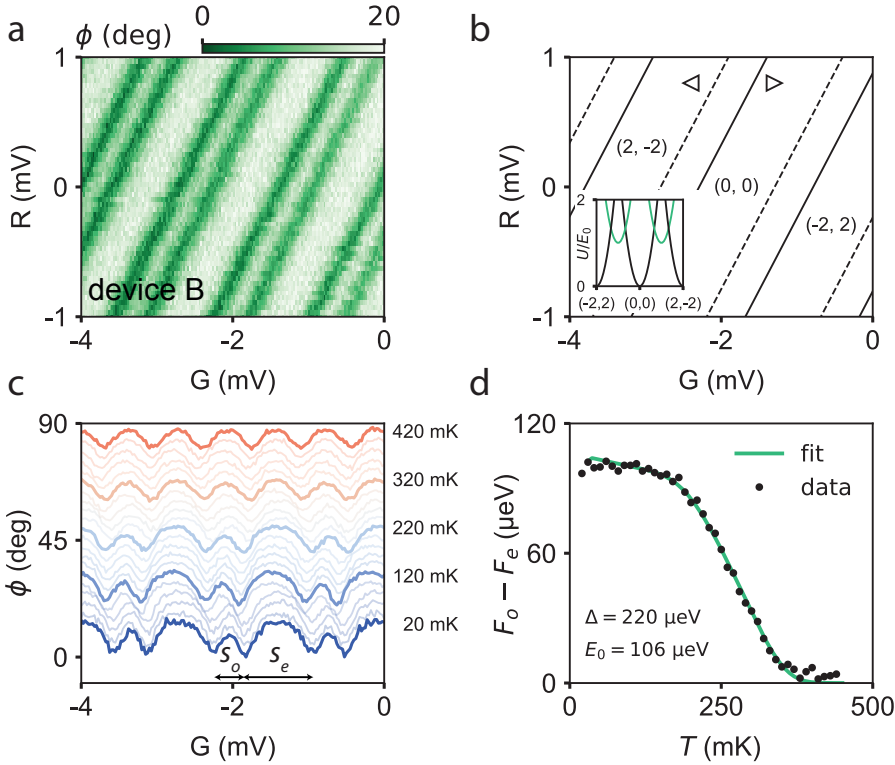 a
ϕ (deg)
0
20
1
0
-1
R (mV)
device B
-4
-2
0
G (mV)
b
1
0
-1
R (mV)
(2, -2)
(0, 0)
(-2, 2)
2
0
U/E₀
(-2,2)
(0,0)
(2,-2)
-4
-2
0
G (mV)
c
90
45
0
ϕ (deg)
420 mK
320 mK
220 mK
120 mK
20 mK
Sₒ
Sₑ
-4
-2
0
G (mV)
d
120
60
0
Fₒ − Fₑ (µeV)
fit
data
Δ = 220 µeV
E₀ = 106 µeV
0
250
500
T (mK)